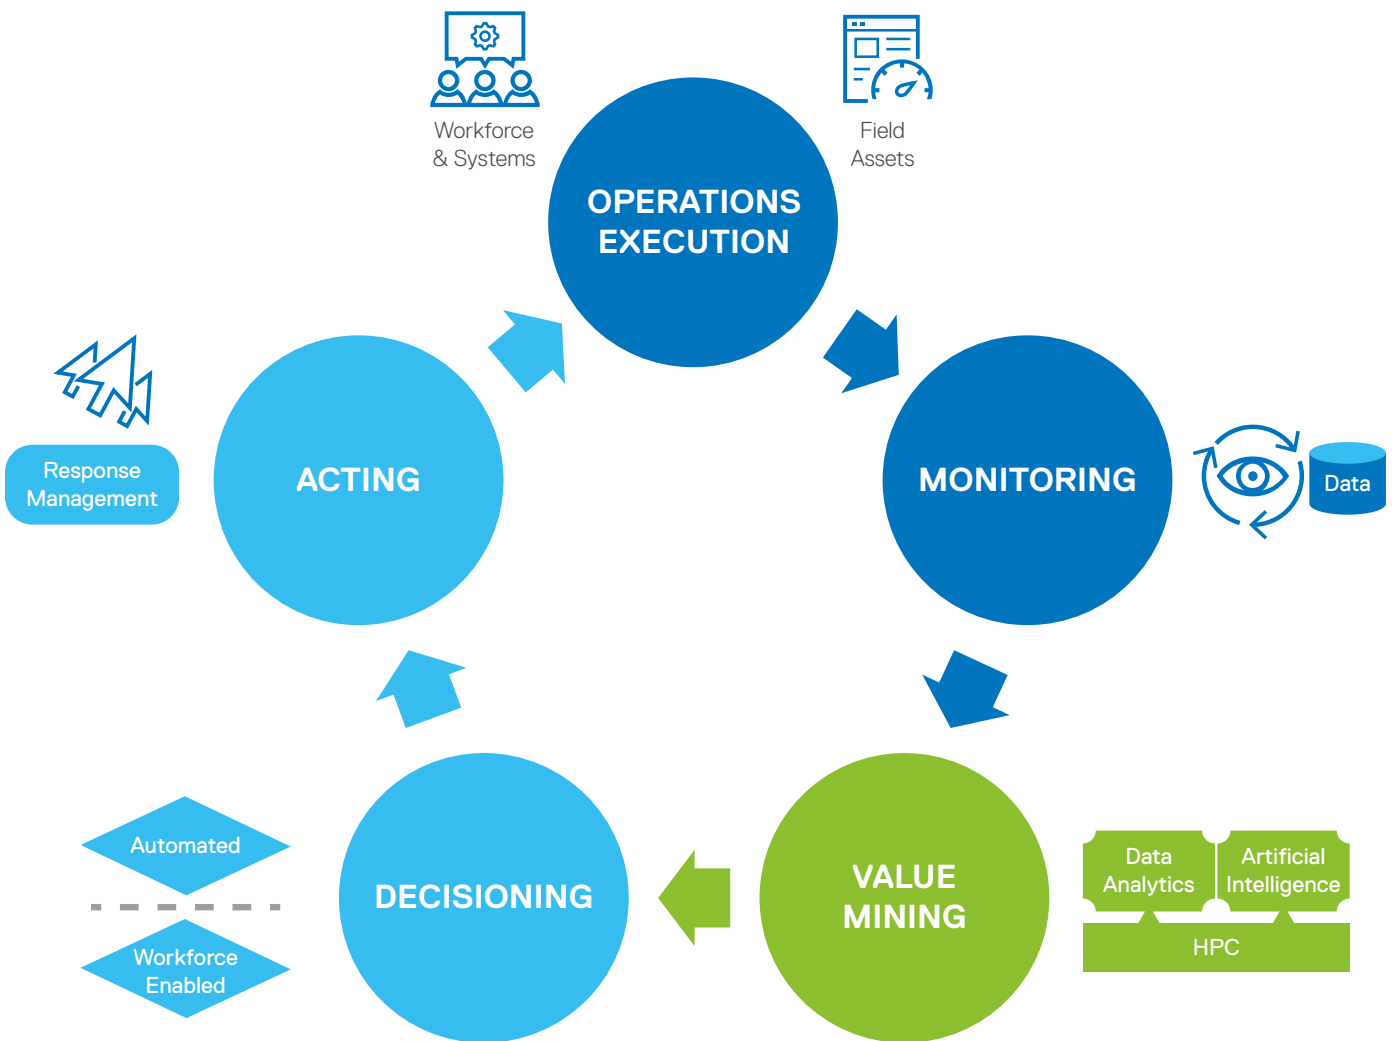 Workforce
& Systems
Field
Assets
OPERATIONS
EXECUTION
ACTING
Response
Management
MONITORING
Data
DECISIONING
Automated
Workforce
Enabled
VALUE
MINING
Data
Analytics
Artificial
Intelligence
HPC